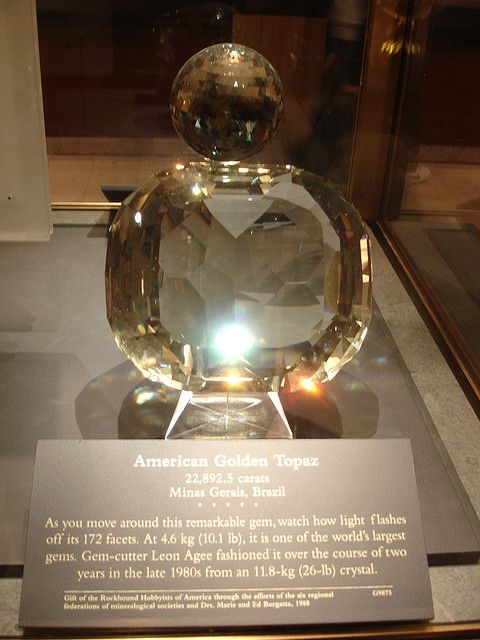 American Golden Topaz
22,892.5 carats
Minas Gerais, Brazil
As you move around this remarkable gem, watch how light flashes
off its 172 facets. At 4.6 kg (10.1 lb), it is one of the world's largest
gems. Gem-cutter Leon Agee fashioned it over the course of two
years in the late 1980s from an 11.8-kg (26-lb) crystal.
Gift of the Rockhound Hobbyists of America through the efforts of the six regional
federations of mineralogical societies and Drs. Marie and Ed Borgatta, 1988
G9875